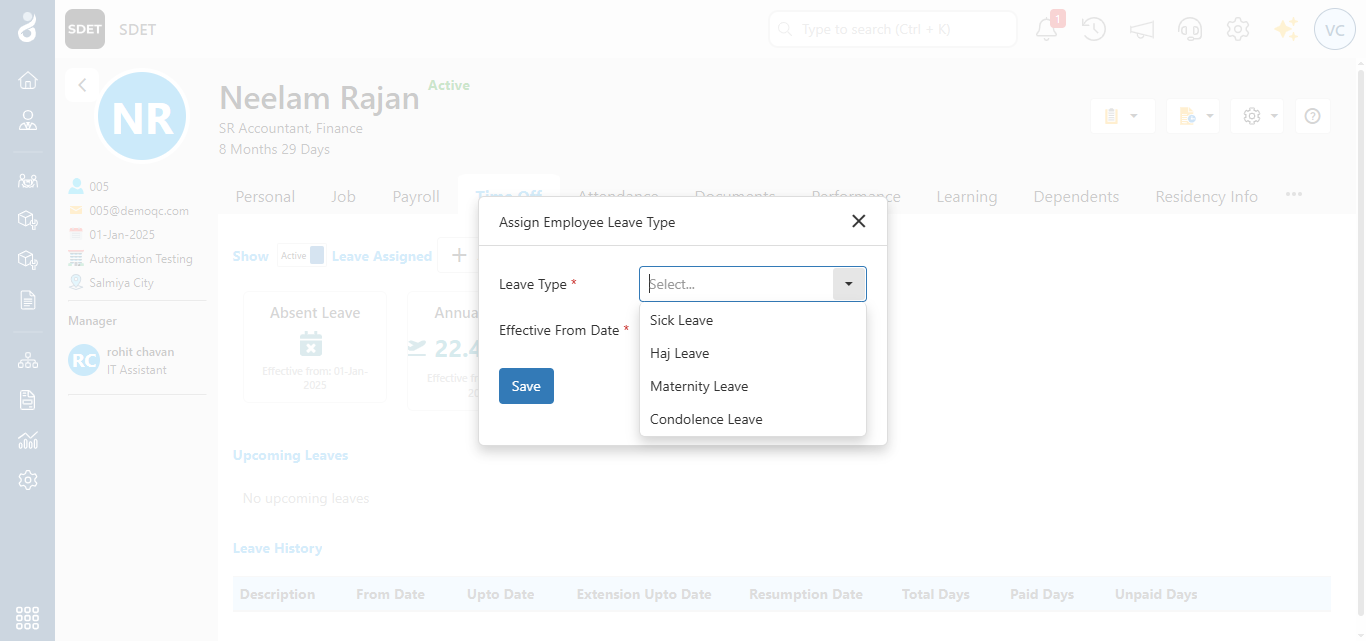 SDET SDET
Type to search (Ctrl + K)
1
VC
NR
Neelam Rajan Active
SR Accountant, Finance
8 Months 29 Days
Personal Job Payroll Time Off Attendance Documents Performance Learning Dependents Residency Info
005
005@demoqc.com
01-Jan-2025
Automation Testing
Salmiya City
Manager
RC
rohit chavan
IT Assistant
Show Active Leave Assigned
Absent Leave
Effective from: 01-Jan-
2025
Annua
22.4
Effective fr
20
Assign Employee Leave Type
Leave Type *
Select...
Sick Leave
Haj Leave
Maternity Leave
Condolence Leave
Effective From Date *
Save
Upcoming Leaves
No upcoming leaves
Leave History
Description From Date Upto Date Extension Upto Date Resumption Date Total Days Paid Days Unpaid Days